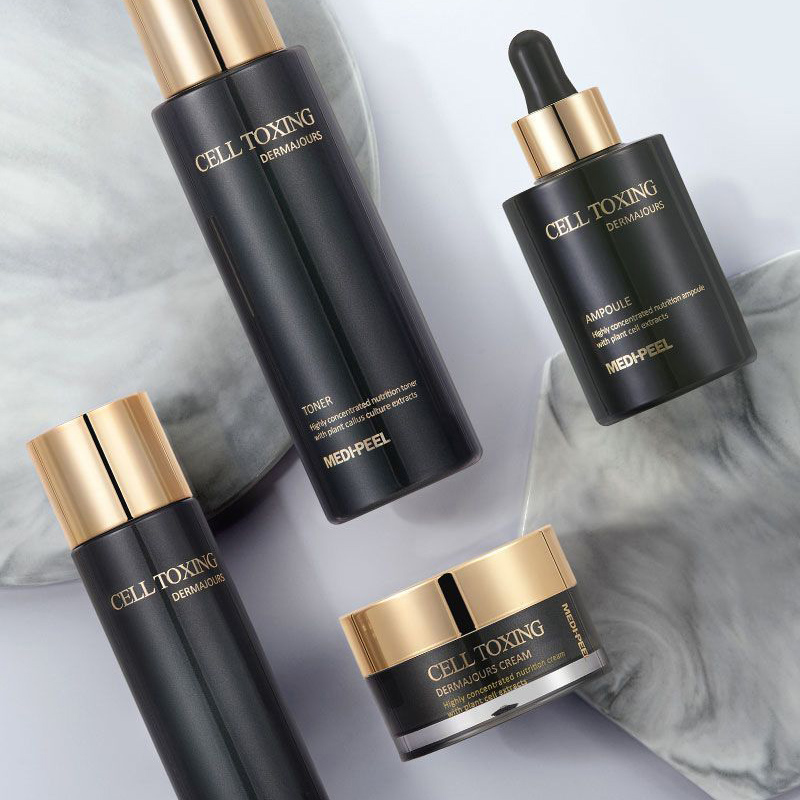 CELL TOXING
DERMAJOURS
TONER
Highly concentrated nutrition toner
with plant callus culture extracts
MEDI-PEEL
CELL TOXING
DERMAJOURS
AMPOULE
Highly concentrated nutrition ampoule
with plant cell extracts
MEDI-PEEL
CELL TOXING
DERMAJOURS
CELL TOXING
DERMAJOURS CREAM
Highly concentrated nutrition cream
with plant cell extracts
MEDI-PEEL